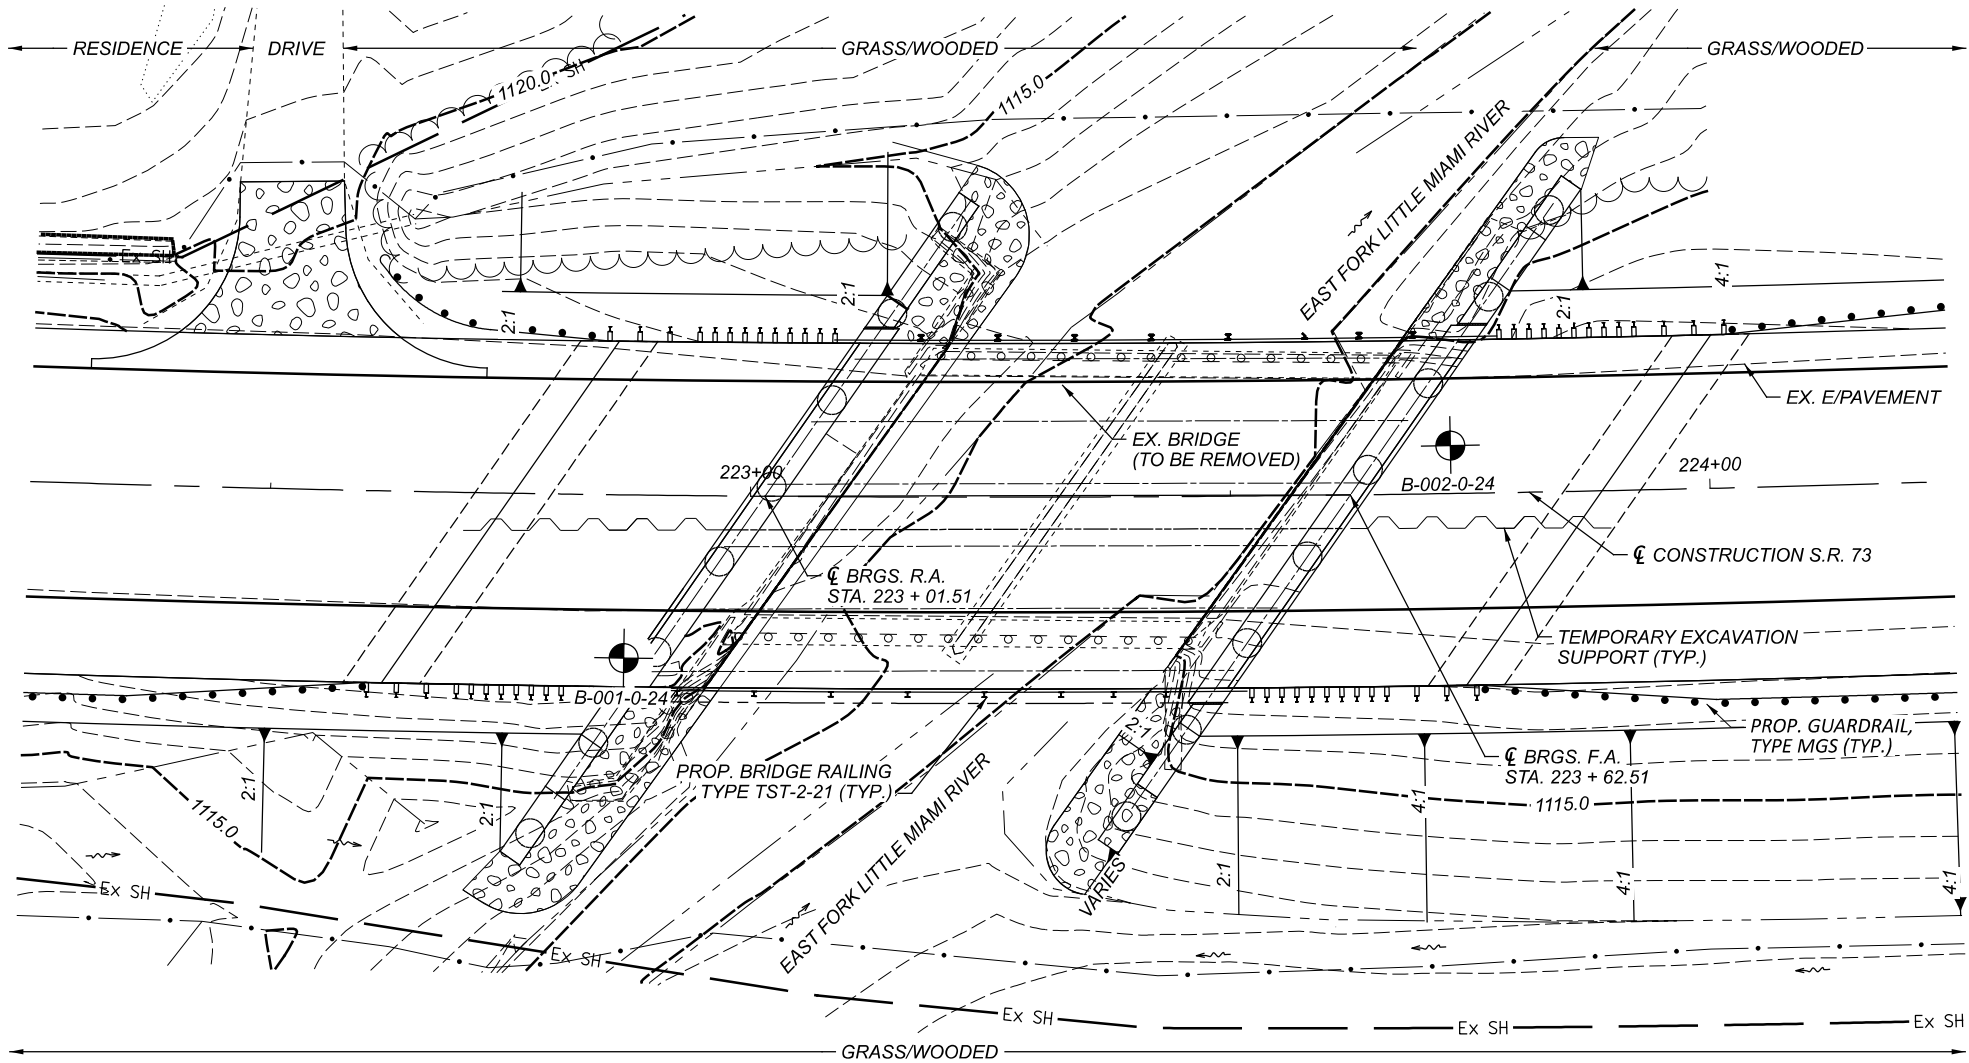 RESIDENCE
DRIVE
GRASS/WOODED
GRASS/WOODED
1120.0
SH
1115.0
EAST FORK LITTLE MIAMI RIVER
Ex SH
2:1
2:1
2:1
4:1
EX. E/PAVEMENT
EX. BRIDGE
(TO BE REMOVED)
223+00
B-002-0-24
224+00
℄ BRGS. R.A.
STA. 223 + 01.51
℄ CONSTRUCTION S.R. 73
TEMPORARY EXCAVATION
SUPPORT (TYP.)
B-001-0-24
PROP. GUARDRAIL,
TYPE MGS (TYP.)
2:1
℄ BRGS. F.A.
STA. 223 + 62.51
PROP. BRIDGE RAILING
TYPE TST-2-21 (TYP.)
2:1
2:1
1115.0
4:1
1115.0
EAST FORK LITTLE MIAMI RIVER
VARIES
2:1
4:1
4:1
Ex SH
Ex SH
Ex SH
Ex SH
Ex SH
GRASS/WOODED